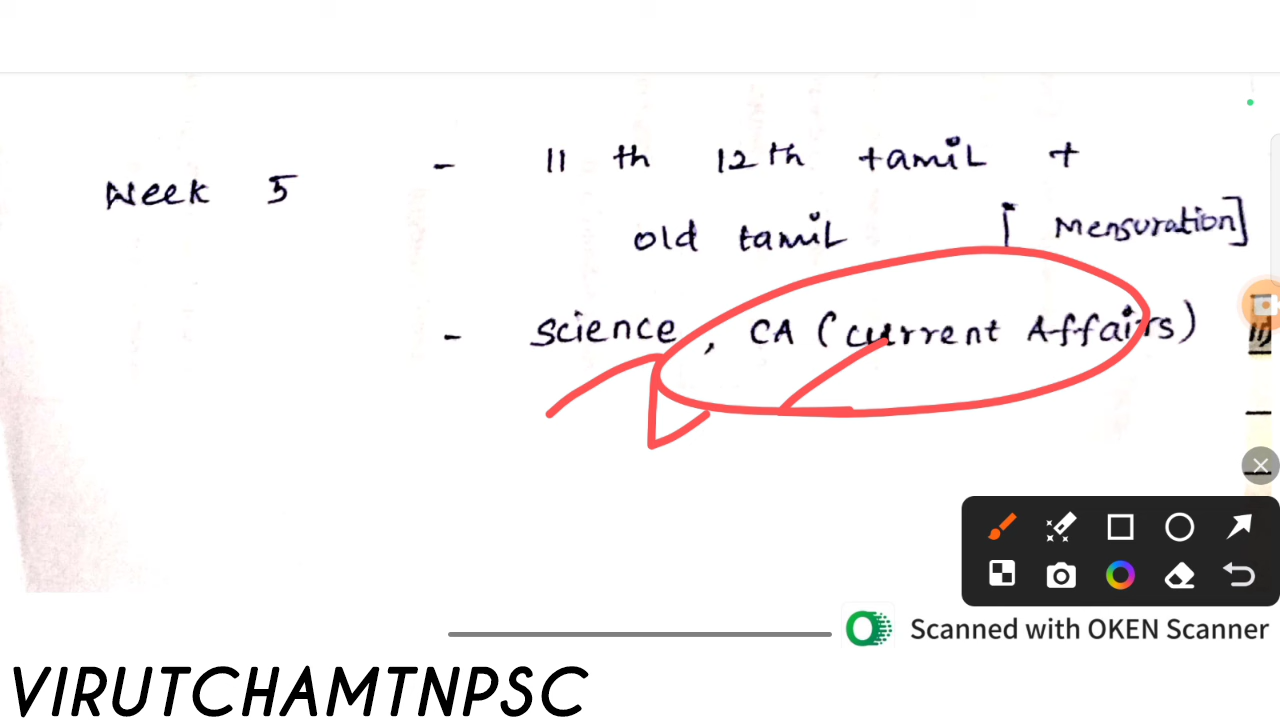 Week 5 - 11 th 12 th tamil +
old tamil [ Mensuration]
- Science, CA (Current Affairs)
Scanned with OKEN Scanner
VIRUTCHAMTNPSC